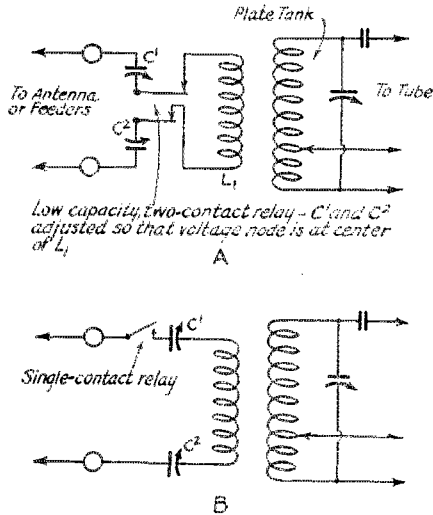 Plate Tank
C¹
To Antenna,
or Feeders
To Tube
C²
L₁
Low capacity, two-contact relay – C¹ and C²
adjusted so that voltage node is at center
of L₁
A
C¹
Single-contact relay
C²
B